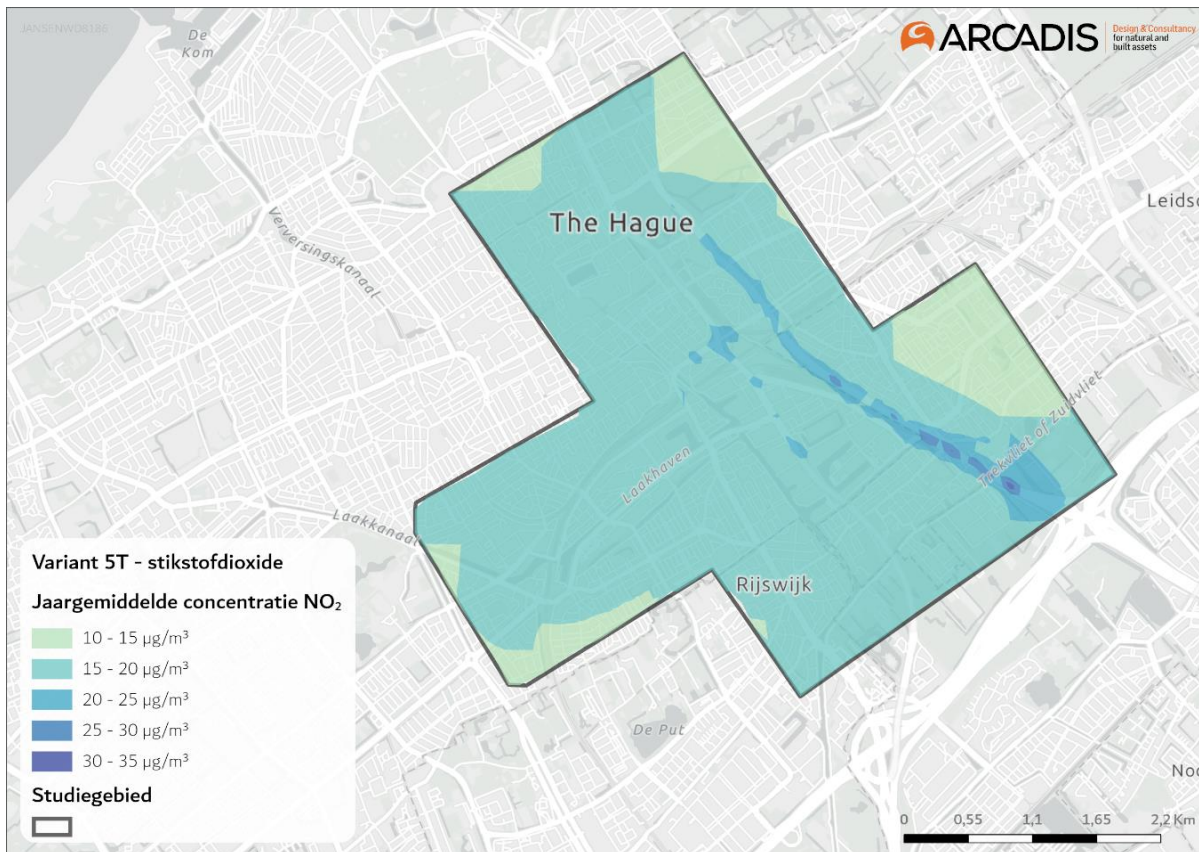 JANSENW08186
De
Kom
ARCADIS
Design & Consultancy
for natural and
built assets
Verversingskanaal
The Hague
Leidsc
Laakhaven
Trekvliet of Zuidvliet
Laakkanaal
Rijswijk
De Put
Noo
Variant 5T - stikstofdioxide
Jaargemiddelde concentratie NO₂
10 - 15 µg/m³
15 - 20 µg/m³
20 - 25 µg/m³
25 - 30 µg/m³
30 - 35 µg/m³
Studiegebied
0 0,55 1,1 1,65 2,2 Km